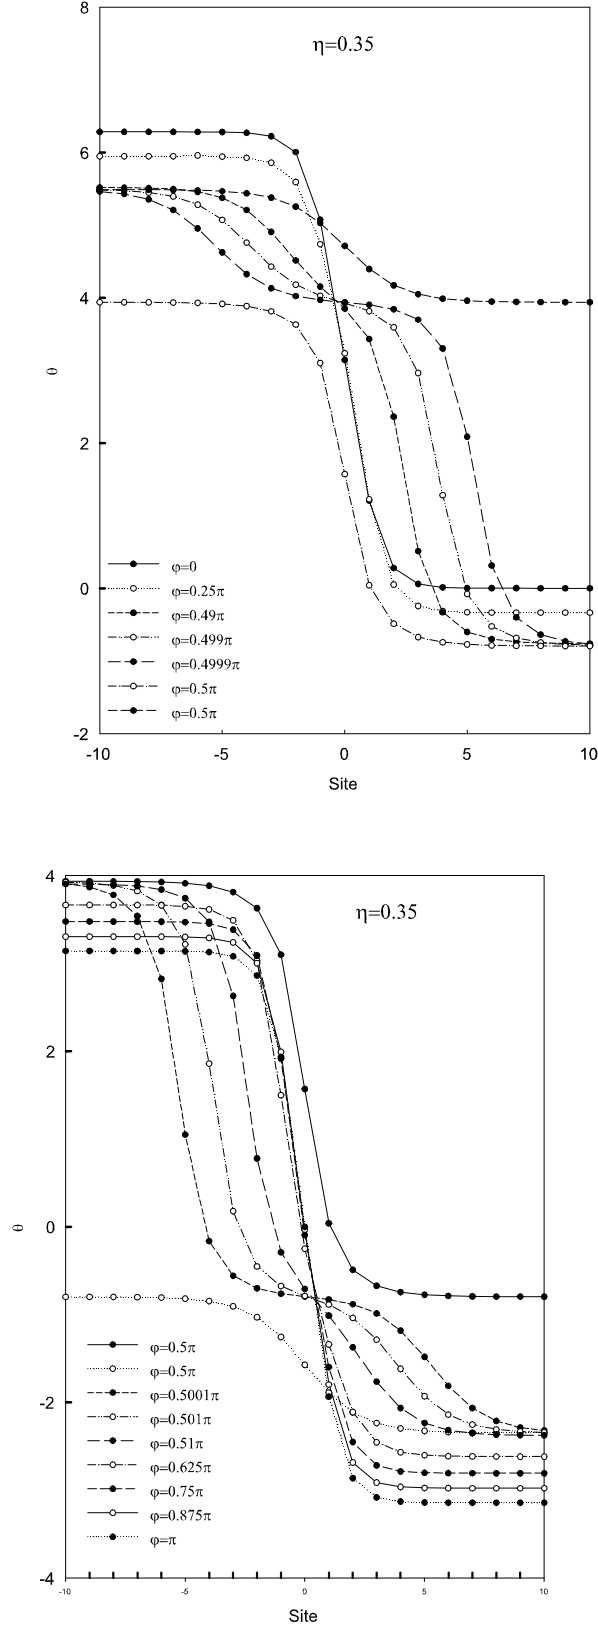 8
η=0.35
6
4
θ
2
0
φ=0
φ=0.25π
φ=0.49π
φ=0.499π
φ=0.4999π
φ=0.5π
φ=0.5π
-2
-10 -5 0 5 10
Site
4
η=0.35
2
θ
0
φ=0.5π
φ=0.5π
φ=0.5001π
φ=0.501π
φ=0.51π
φ=0.625π
φ=0.75π
φ=0.875π
φ=π
-2
-4
-10 -5 0 5 10
Site